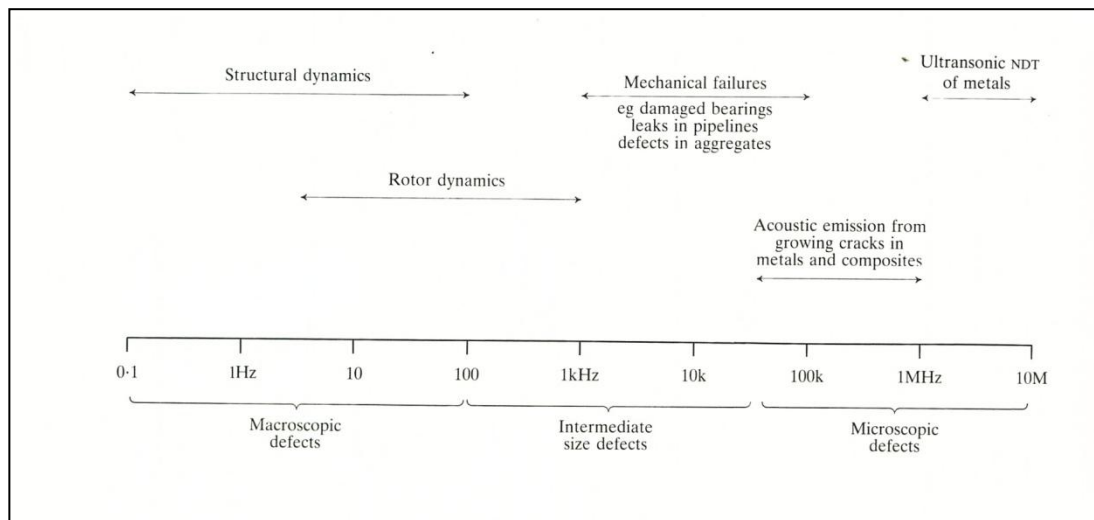 Structural dynamics
Mechanical failures
eg damaged bearings
leaks in pipelines
defects in aggregates
Ultransonic NDT
of metals
Rotor dynamics
Acoustic emission from
growing cracks in
metals and composites
0·1 1Hz 10 100 1kHz 10k 100k 1MHz 10M
Macroscopic
defects
Intermediate
size defects
Microscopic
defects